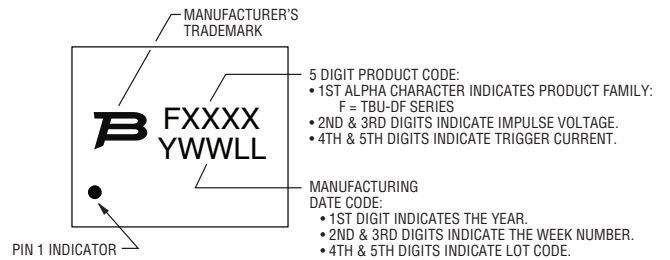 MANUFACTURER'S
TRADEMARK
5 DIGIT PRODUCT CODE:
• 1ST ALPHA CHARACTER INDICATES PRODUCT FAMILY:
F = TBU-DF SERIES
• 2ND & 3RD DIGITS INDICATE IMPULSE VOLTAGE.
• 4TH & 5TH DIGITS INDICATE TRIGGER CURRENT.
FXXXX
YWWLL
MANUFACTURING
DATE CODE:
• 1ST DIGIT INDICATES THE YEAR.
• 2ND & 3RD DIGITS INDICATE THE WEEK NUMBER.
• 4TH & 5TH DIGITS INDICATE LOT CODE.
PIN 1 INDICATOR